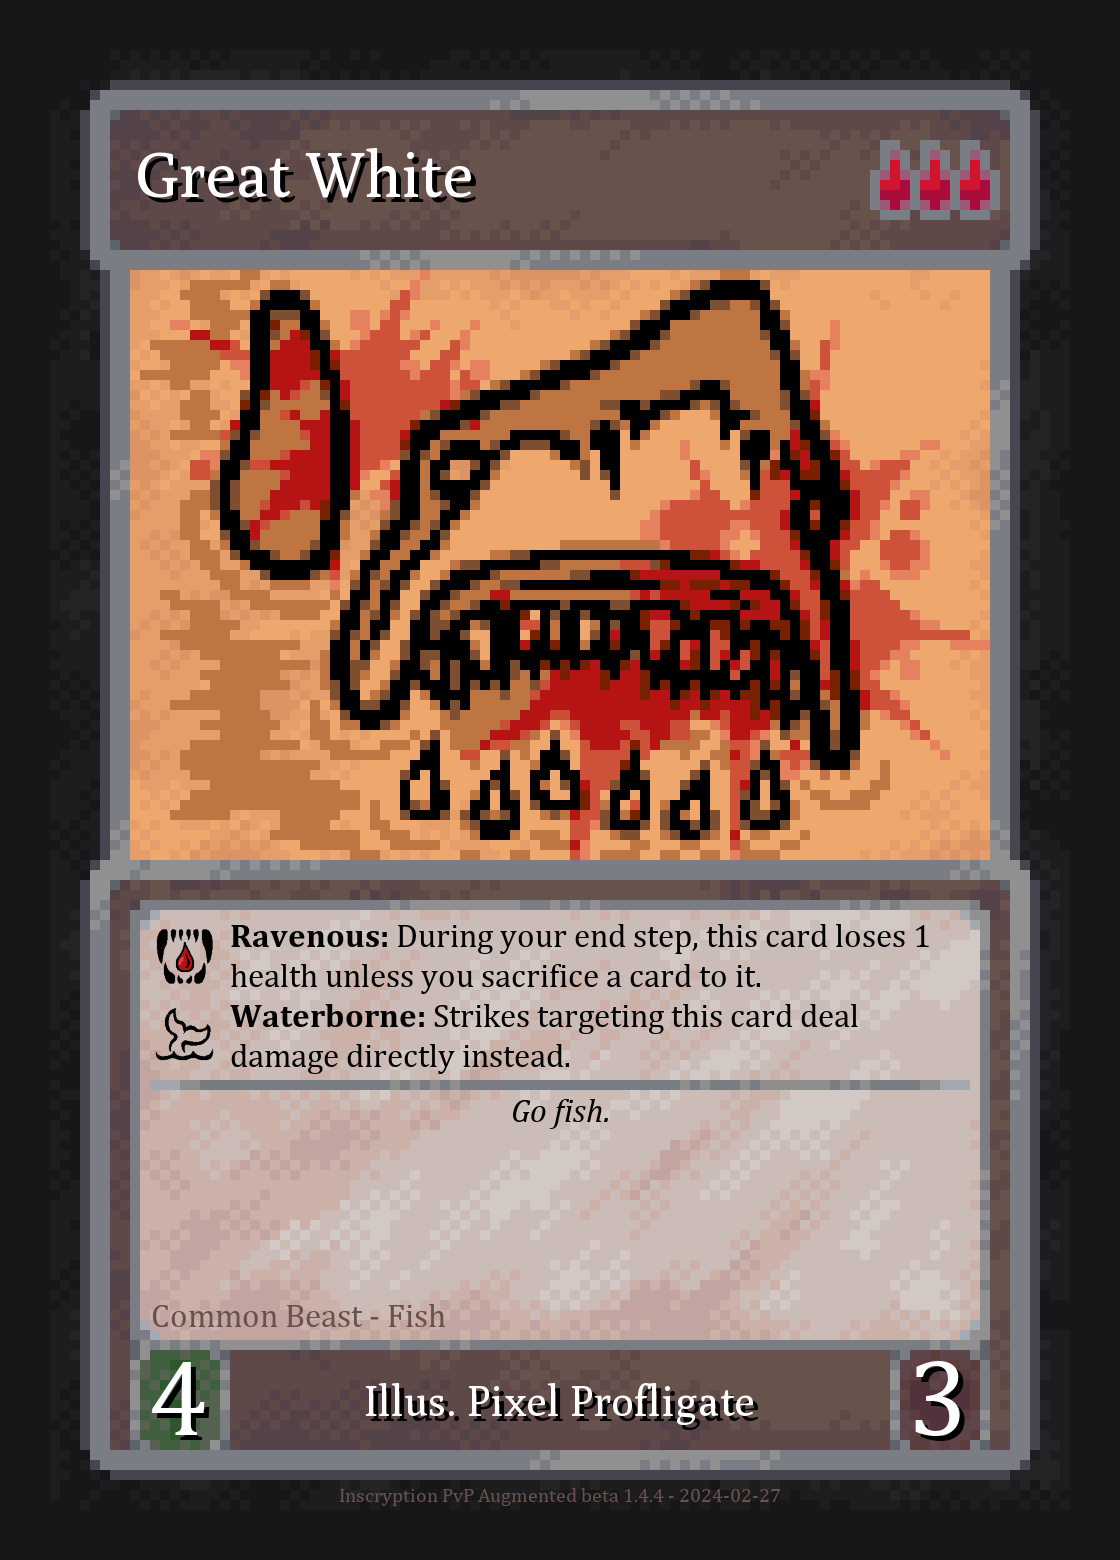 Great White
Ravenous: During your end step, this card loses 1
health unless you sacrifice a card to it.
Waterborne: Strikes targeting this card deal
damage directly instead.
Go fish.
Common Beast - Fish
4
Illus. Pixel Profligate
3
Inscryption PvP Augmented beta 1.4.4 - 2024-02-27